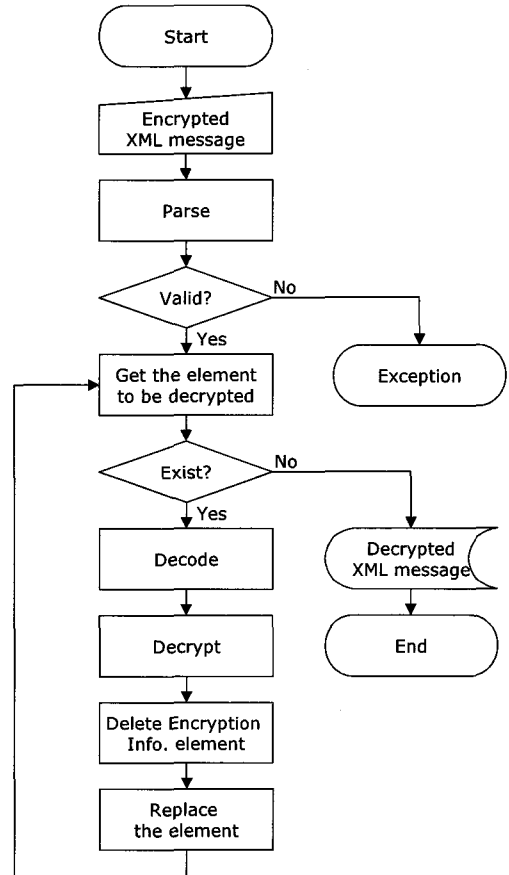 Start
Encrypted
XML message
Parse
Valid?
No
Yes
Exception
Get the element
to be decrypted
Exist?
No
Yes
Decode
Decrypted
XML message
Decrypt
End
Delete Encryption
Info. element
Replace
the element